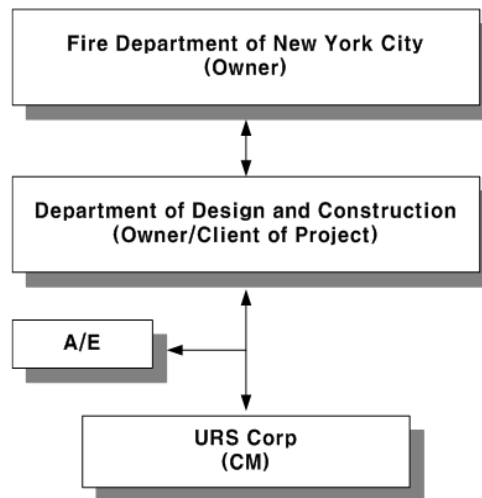 Fire Department of New York City
(Owner)
Department of Design and Construction
(Owner/Client of Project)
A/E
URS Corp
(CM)